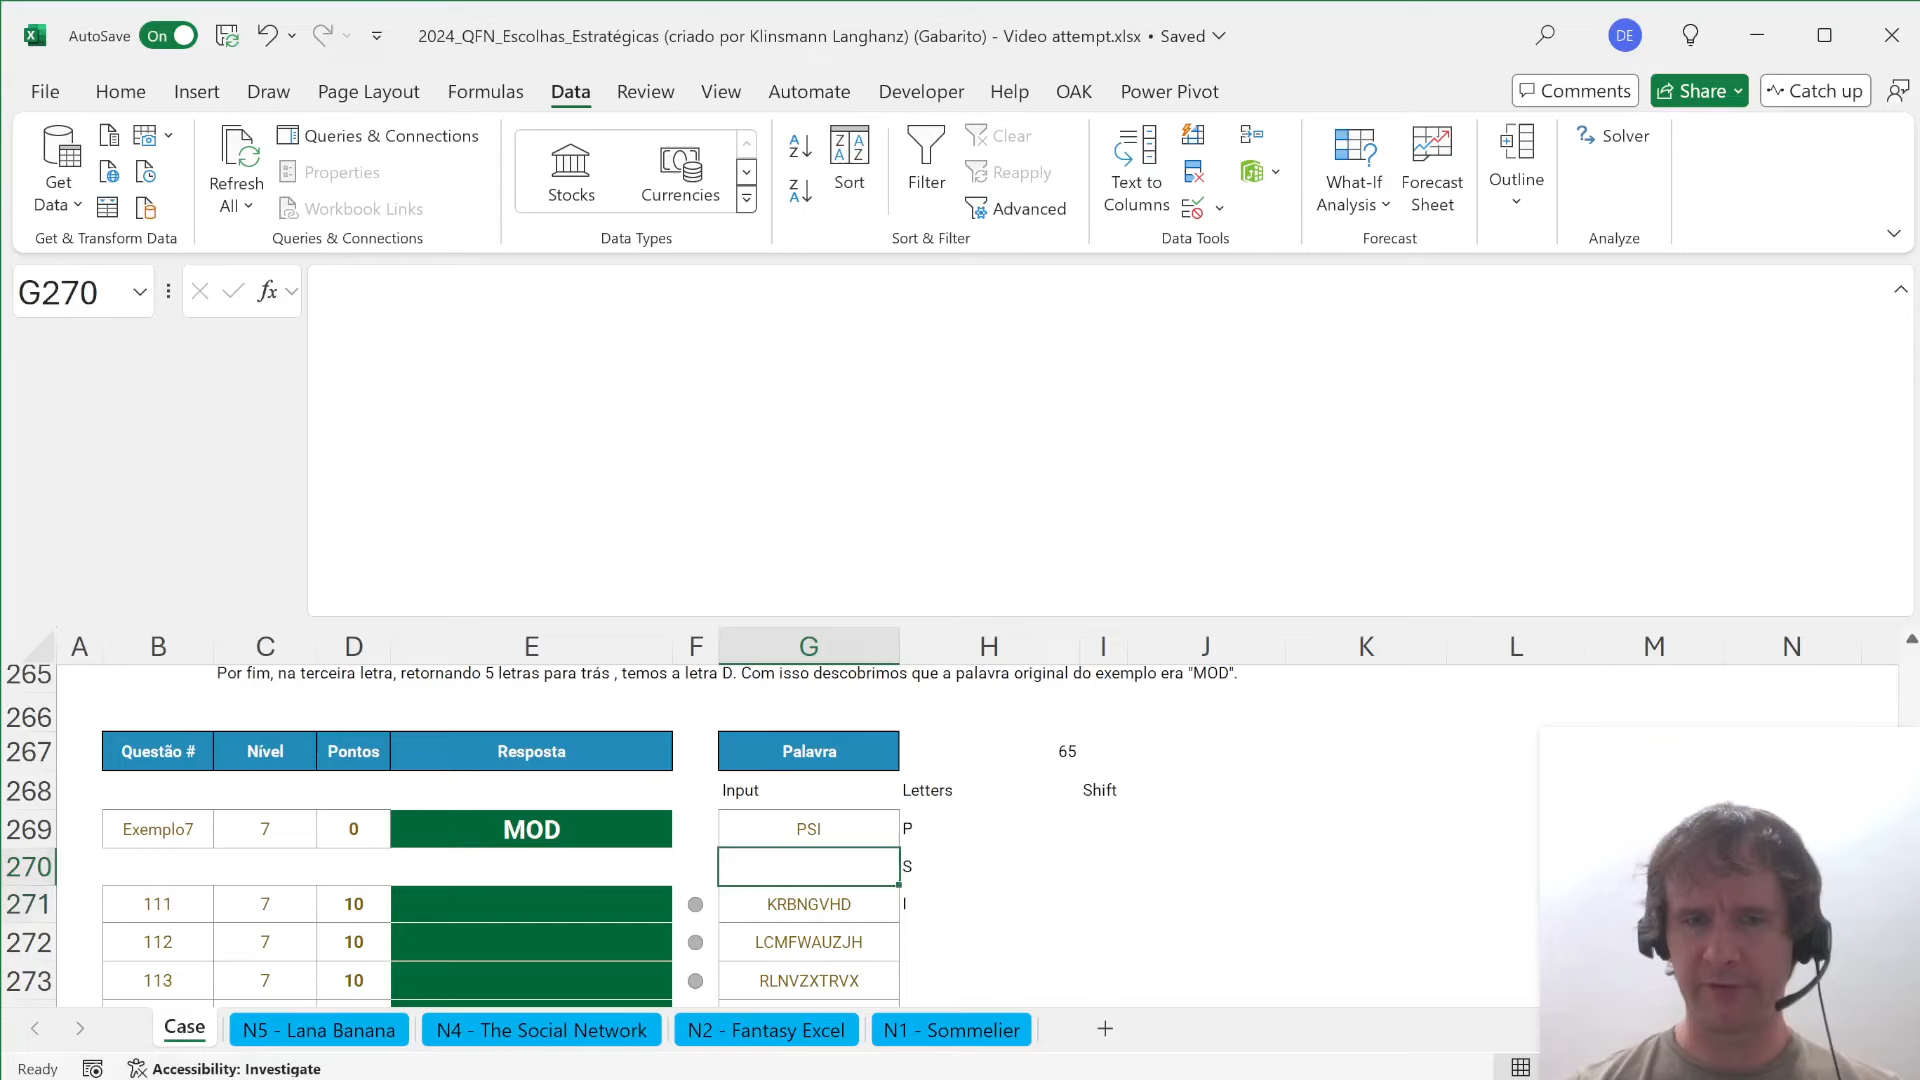 AutoSave On 2024_QFN_Escolhas_Estratégicas (criado por Klinsmann Langhanz) (Gabarito) - Video attempt.xlsx • Saved DE
File Home Insert Draw Page Layout Formulas Data Review View Automate Developer Help OAK Power Pivot Comments Share Catch up
Get Data
Refresh All
Queries & Connections
Properties
Workbook Links
Stocks
Currencies
Sort
Filter
Clear
Reapply
Advanced
Text to Columns
What-If Analysis
Forecast Sheet
Outline
Solver
Get & Transform Data Queries & Connections Data Types Sort & Filter Data Tools Forecast Analyze
G270 fx
A B C D E F G H I J K L M N
265 Por fim, na terceira letra, retornando 5 letras para trás , temos a letra D. Com isso descobrimos que a palavra original do exemplo era "MOD".
266
267 Questão # Nível Pontos Resposta Palavra 65
268 Input Letters Shift
269 Exemplo7 7 0 MOD PSI P
270 S
271 111 7 10 KRBNGVHD I
272 112 7 10 LCMFWAUZJH
273 113 7 10 RLNVZXTRVX
Case N5 - Lana Banana N4 - The Social Network N2 - Fantasy Excel N1 - Sommelier
Ready Accessibility: Investigate